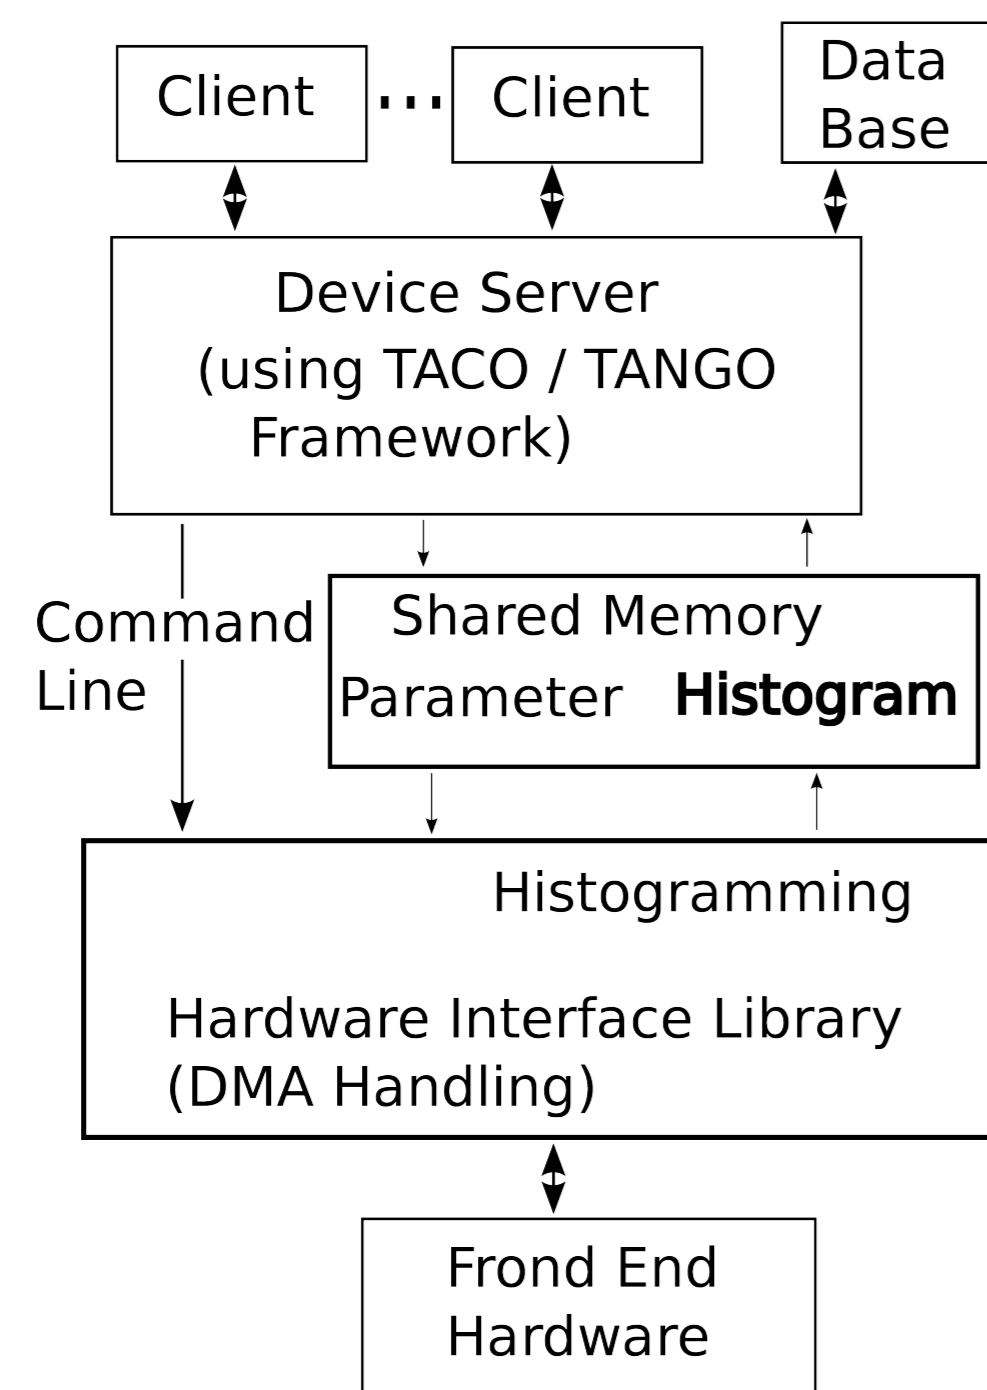 Client ... Client
Data
Base
Device Server
(using TACO / TANGO
Framework)
Command
Line
Shared Memory
Parameter Histogram
Histogramming
Hardware Interface Library
(DMA Handling)
Frond End
Hardware